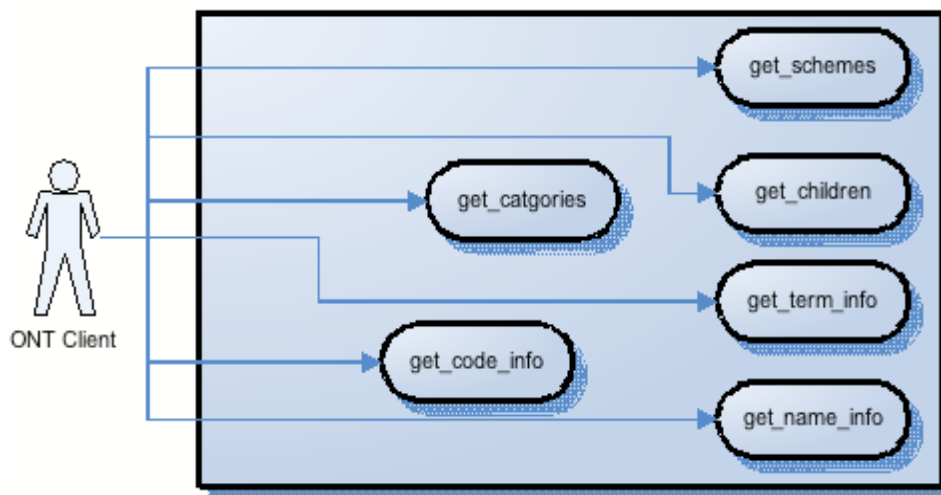 get_schemes
get_children
get_catgories
get_term_info
ONT Client
get_code_info
get_name_info